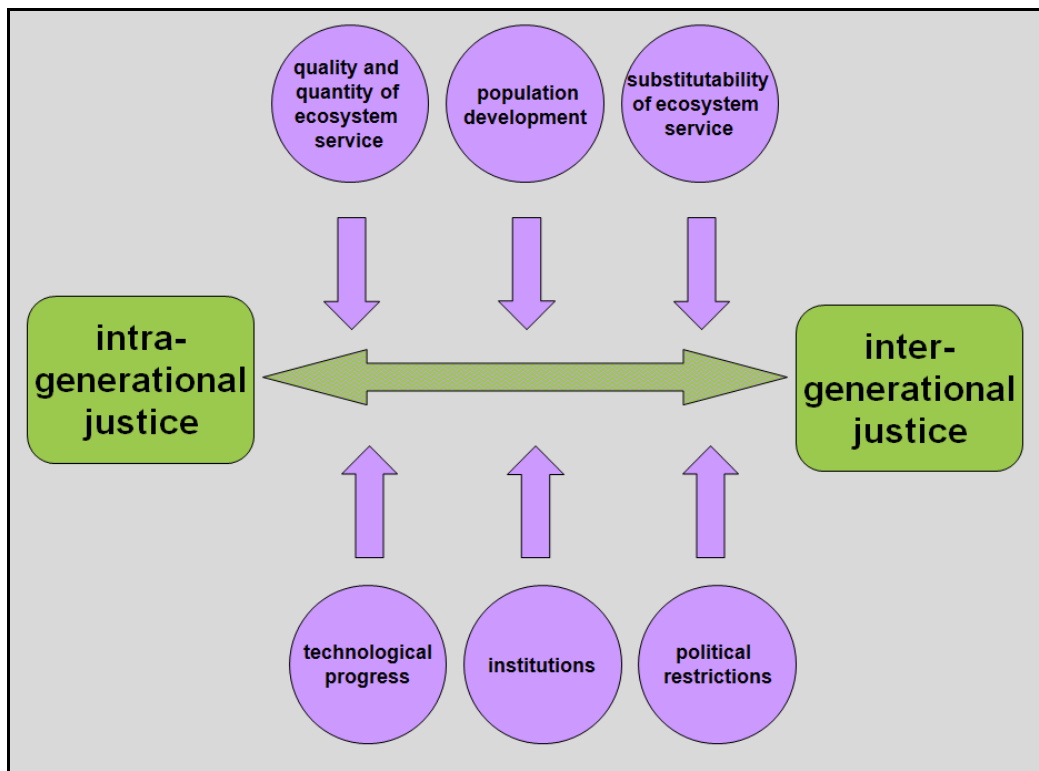 quality and
quantity of
ecosystem
service
population
development
substitutability
of ecosystem
service
intra-
generational
justice
inter-
generational
justice
technological
progress
institutions
political
restrictions